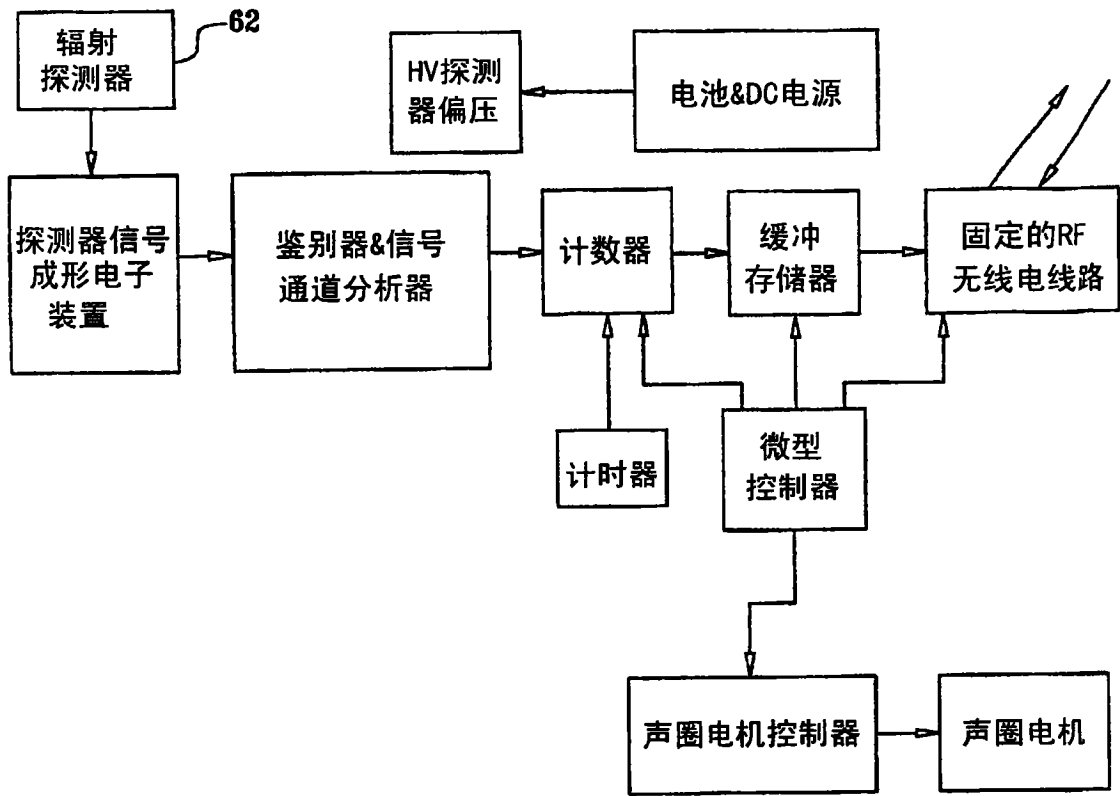 辐射
探测器
62
HV探测
器偏压
电池&DC电源
探测器信号
成形电子
装置
鉴别器&信号
通道分析器
计数器
缓冲
存储器
固定的RF
无线电线路
计时器
微型
控制器
声圈电机控制器
声圈电机